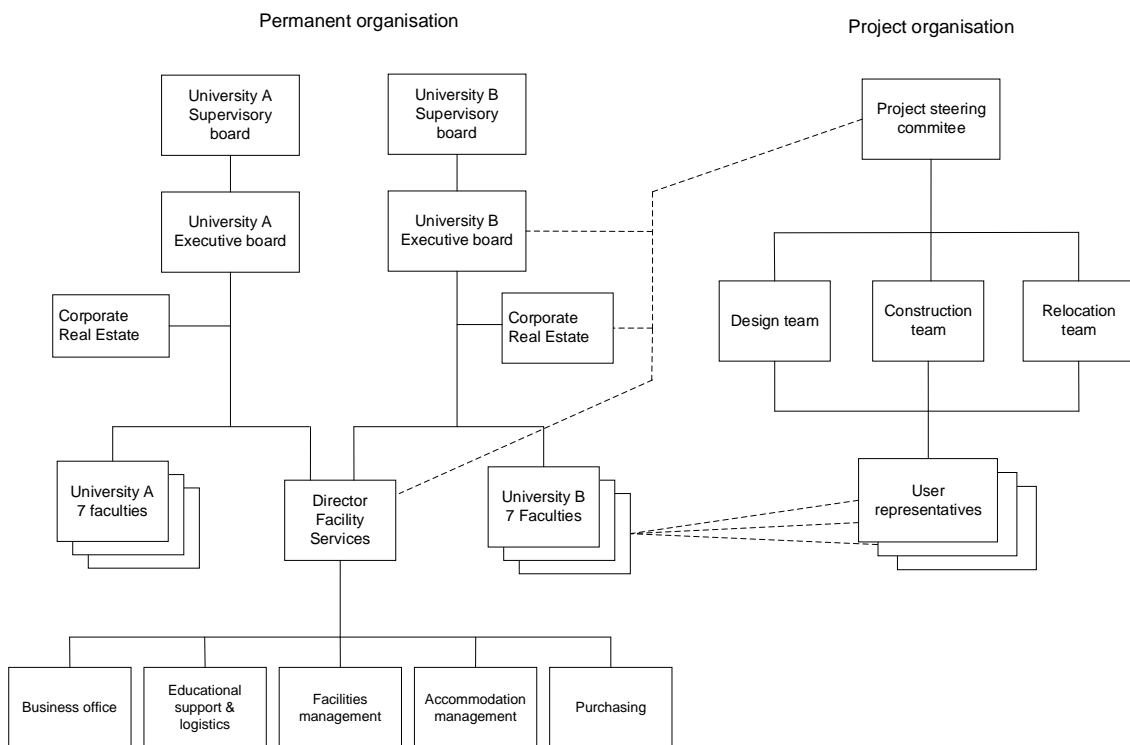 Permanent organisation
Project organisation
University A
Supervisory
board
University B
Supervisory
board
Project steering
commitee
University A
Executive board
University B
Executive board
Corporate
Real Estate
Corporate
Real Estate
Design team
Construction
team
Relocation
team
University A
7 faculties
Director
Facility
Services
University B
7 Faculties
User
representatives
Business office
Educational
support &
logistics
Facilities
management
Accommodation
management
Purchasing